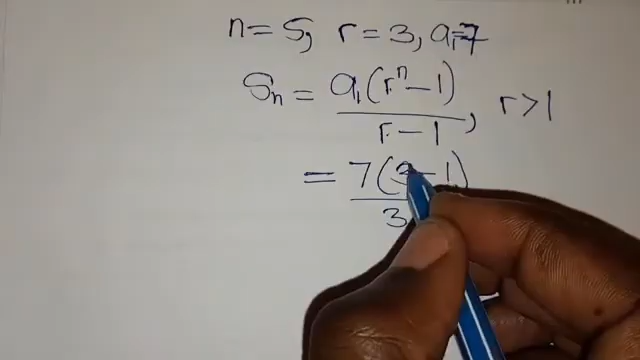 n = 5, r = 3, a₁=7
Sₙ = a₁(rⁿ - 1) / r - 1, r > 1
= 7(3 - 1) / 3